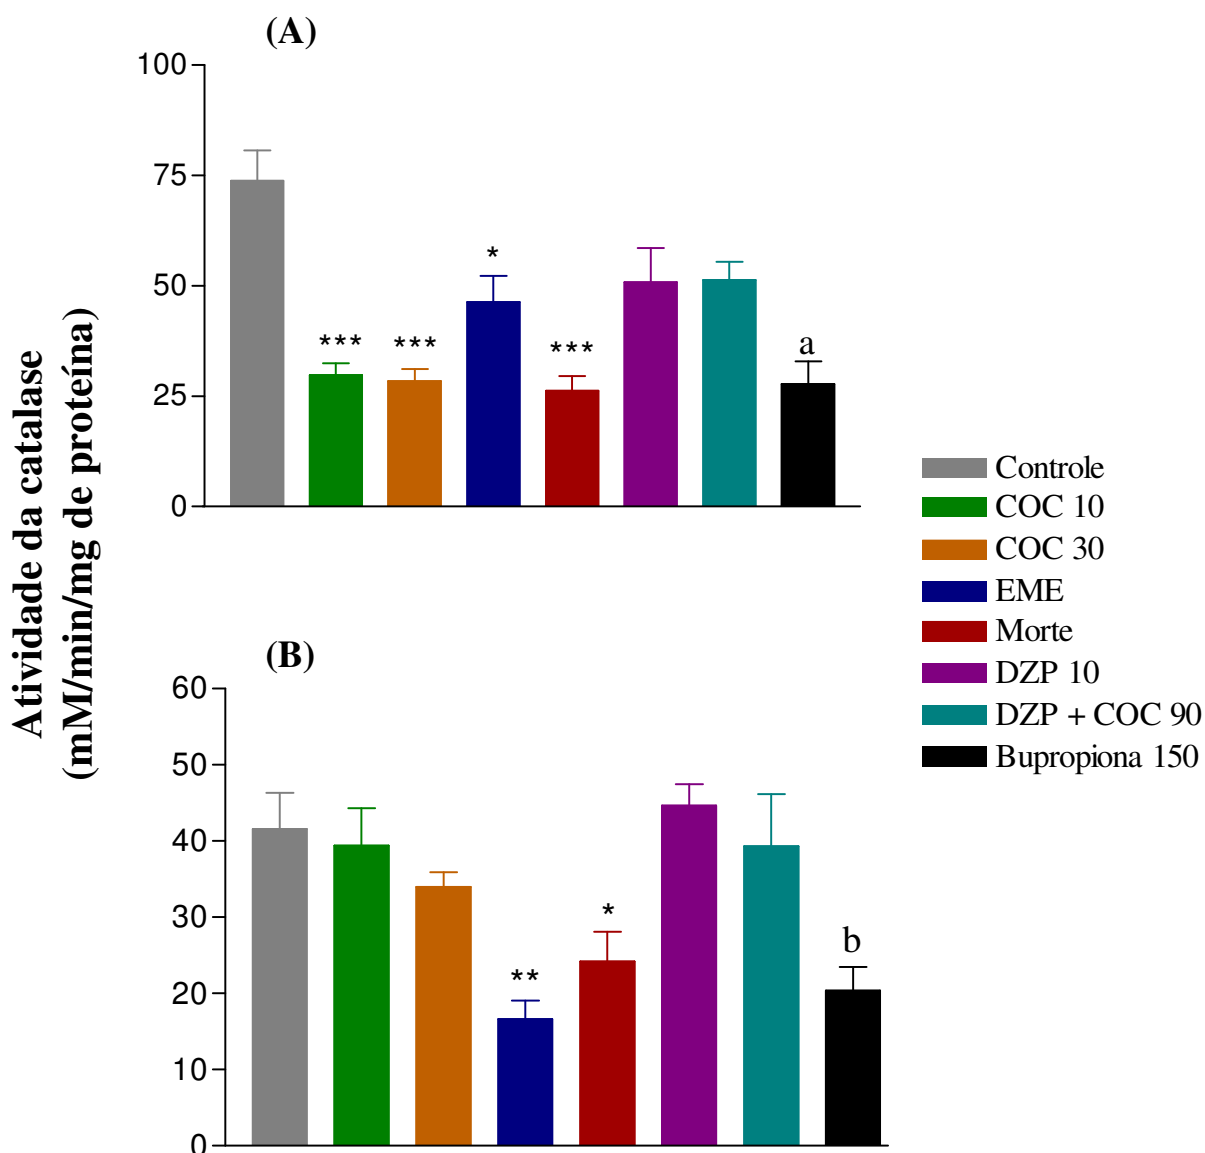 (A)
100
75
50
25
0
***
***
*
***
a
Atividade da catalase
(mM/min/mg de proteína)
Controle
COC 10
COC 30
EME
Morte
DZP 10
DZP + COC 90
Bupropiona 150
(B)
60
50
40
30
20
10
0
**
*
b